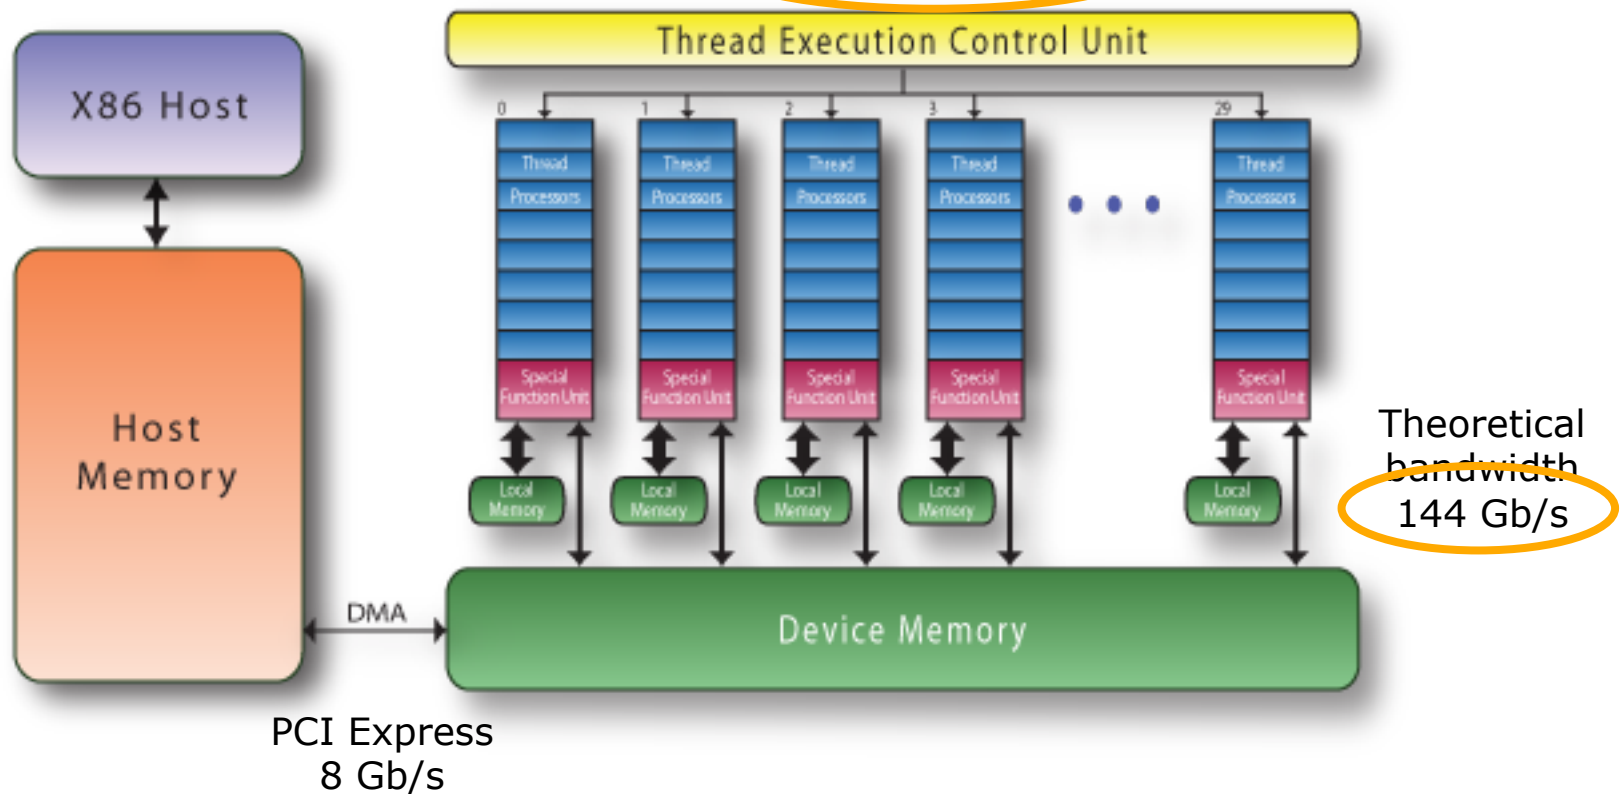 Thread Execution Control Unit
X86 Host
0
1
2
3
29
Thread
Processors
Thread
Processors
Thread
Processors
Thread
Processors
Thread
Processors
Special
Function Unit
Special
Function Unit
Special
Function Unit
Special
Function Unit
Special
Function Unit
Host
Memory
Local
Memory
Local
Memory
Local
Memory
Local
Memory
Local
Memory
Theoretical
bandwidth
144 Gb/s
DMA
Device Memory
PCI Express
8 Gb/s